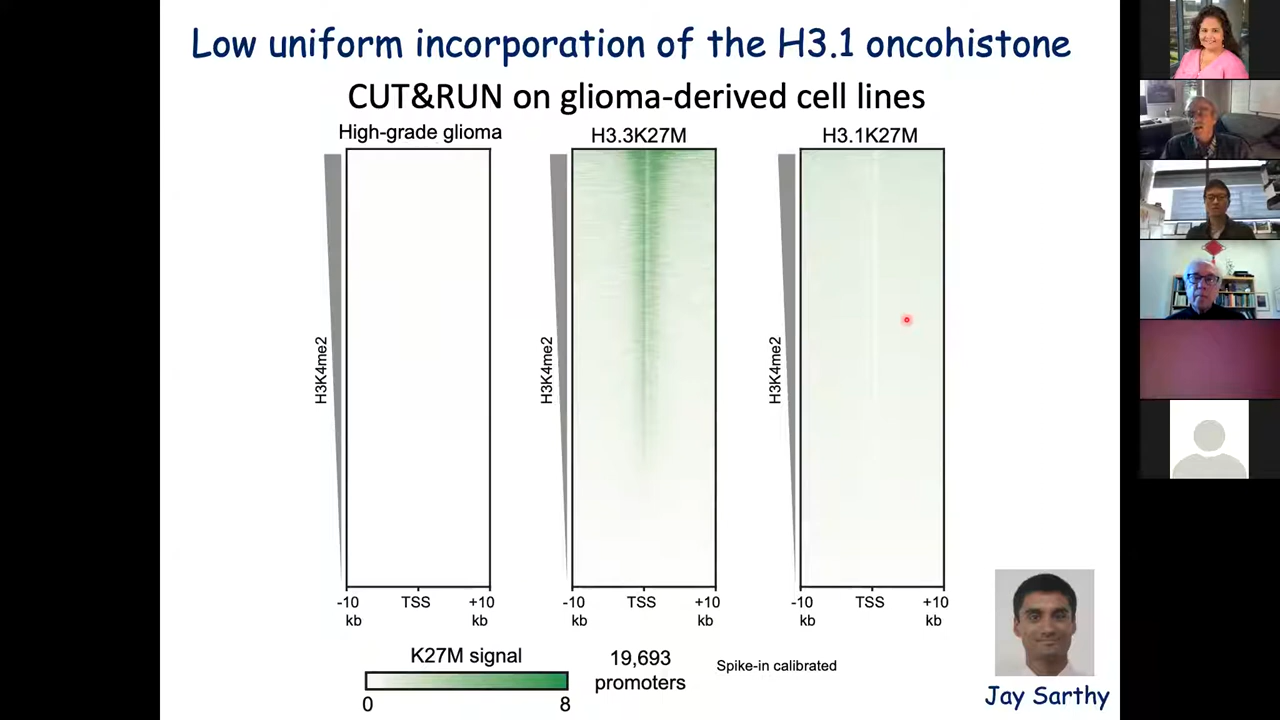 Low uniform incorporation of the H3.1 oncohistone
CUT&RUN on glioma-derived cell lines
High-grade glioma
H3.3K27M
H3.1K27M
H3K4me2
H3K4me2
H3K4me2
-10 kb
TSS
+10 kb
-10 kb
TSS
+10 kb
-10 kb
TSS
+10 kb
K27M signal
0
8
19,693
promoters
Spike-in calibrated
Jay Sarthy